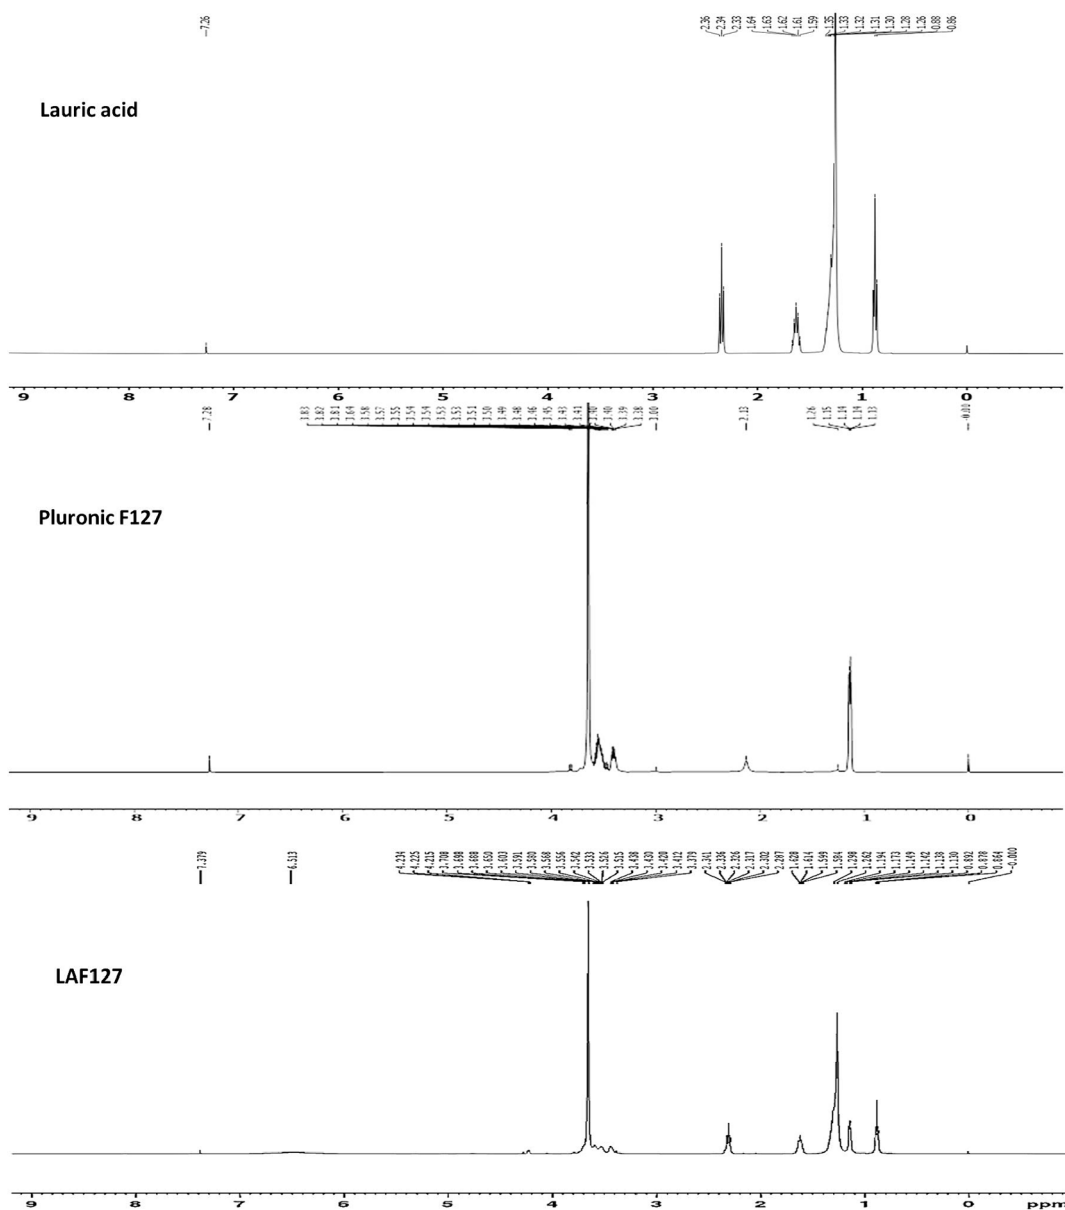 7.26
2.36 2.34 2.33 1.64 1.63 1.62 1.61 1.59 1.35 1.33 1.32 1.31 1.30 1.28 1.26 0.88 0.86
Lauric acid
9 8 7 6 5 4 3 2 1 0
7.28
3.83 3.82 3.81 3.64 3.58 3.57 3.55 3.54 3.54 3.53 3.53 3.51 3.50 3.49 3.48 3.46 3.45 3.43 3.41 3.40 3.40 3.39 3.38
3.00
2.13
1.26 1.15 1.14 1.14 1.13
-0.00
Pluronic F127
9 8 7 6 5 4 3 2 1 0
7.379
6.513
4.234 4.225 4.215 3.708 3.698 3.688 3.650 3.603 3.591 3.580 3.568 3.556 3.542 3.533 3.526 3.515 3.438 3.430 3.420 3.412 3.379
2.341 2.336 2.326 2.317 2.302 2.287 1.628 1.614 1.599 1.584 1.298 1.262 1.194 1.173 1.149 1.142 1.138 1.130 0.892 0.878 0.864 -0.000
LAF127
9 8 7 6 5 4 3 2 1 0 ppm